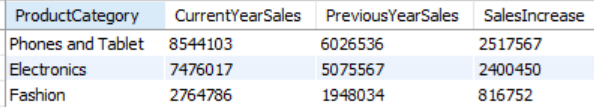 ProductCategory CurrentYearSales PreviousYearSales SalesIncrease
Phones and Tablet 8544103 6026536 2517567
Electronics 7476017 5075567 2400450
Fashion 2764786 1948034 816752